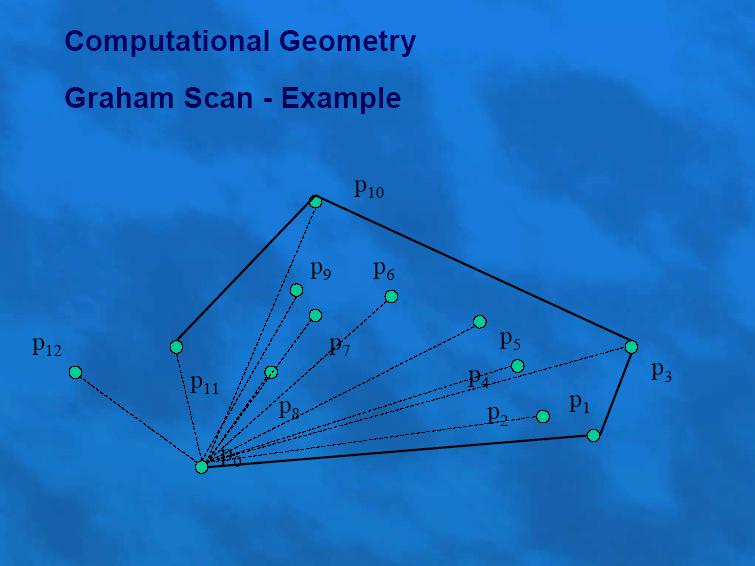 Computational Geometry
Graham Scan - Example
p10
p9 p6
p12 p7 p5
p11 p4 p3
p8 p2 p1
p0